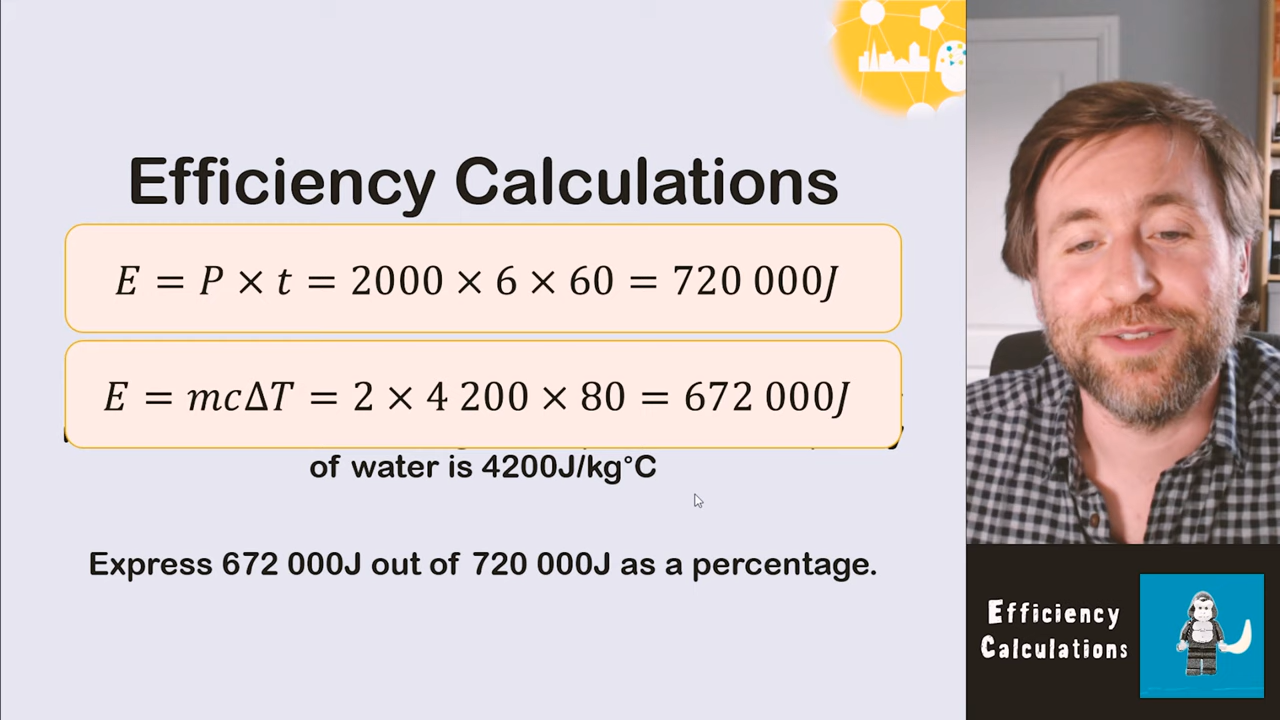 Efficiency Calculations
E = P × t = 2000 × 6 × 60 = 720 000J
E = mcΔT = 2 × 4 200 × 80 = 672 000J
of water is 4200J/kg°C
Express 672 000J out of 720 000J as a percentage.
Efficiency
Calculations